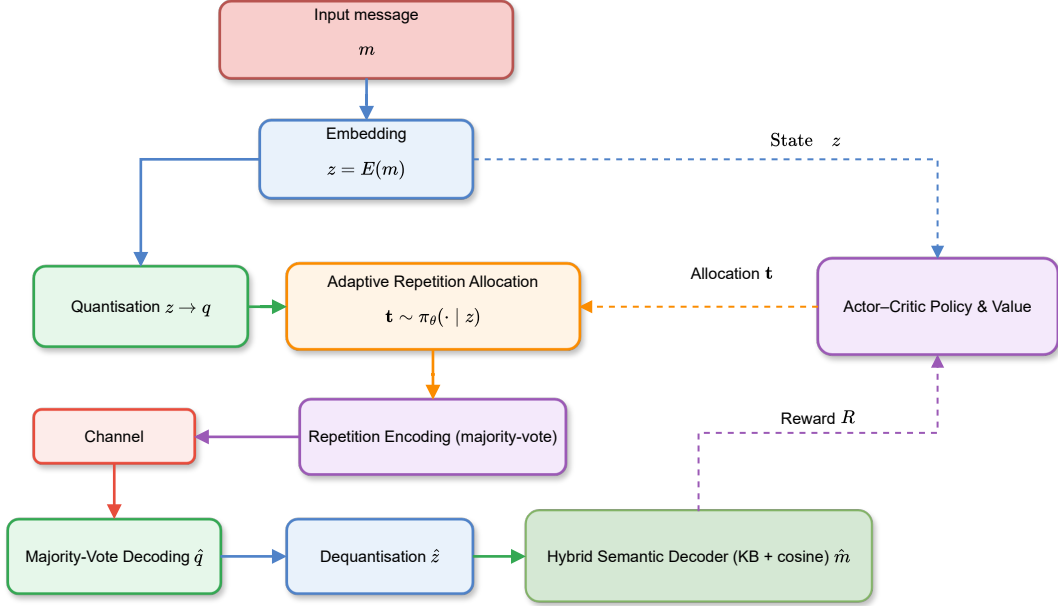 Input message
m
Embedding
z = E(m)
State z
Quantisation z → q
Adaptive Repetition Allocation
t ∼ π_θ(· | z)
Allocation t
Actor–Critic Policy & Value
Channel
Repetition Encoding (majority-vote)
Reward R
Majority-Vote Decoding q̂
Dequantisation ẑ
Hybrid Semantic Decoder (KB + cosine) m̂